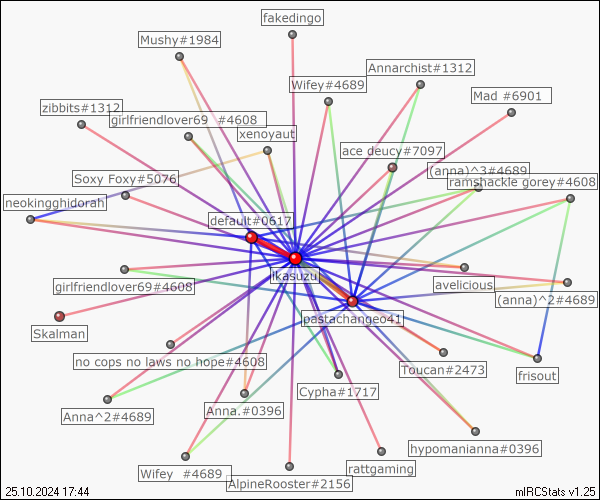 fakedingo
Mushy#1984
Annarchist#1312
Wifey#4689
Mad #6901
zibbits#1312
girlfriendlover69 #4608
xenoyaut
ace deucy#7097
(anna)^3#4689
Soxy Foxy#5076
ramshackle gorey#4608
neokingghidorah
default#0617
ikasuzu
avelicious
girlfriendlover69#4608
(anna)^2#4689
pastachange041
Skalman
no cops no laws no hope#4608
Toucan#2473
frisout
Cypha#1717
Anna^2#4689
Anna.#0396
hypomanianna#0396
Wifey #4689
rattgaming
AlpineRooster#2156
25.10.2024 17:44
mIRCStats v1.25